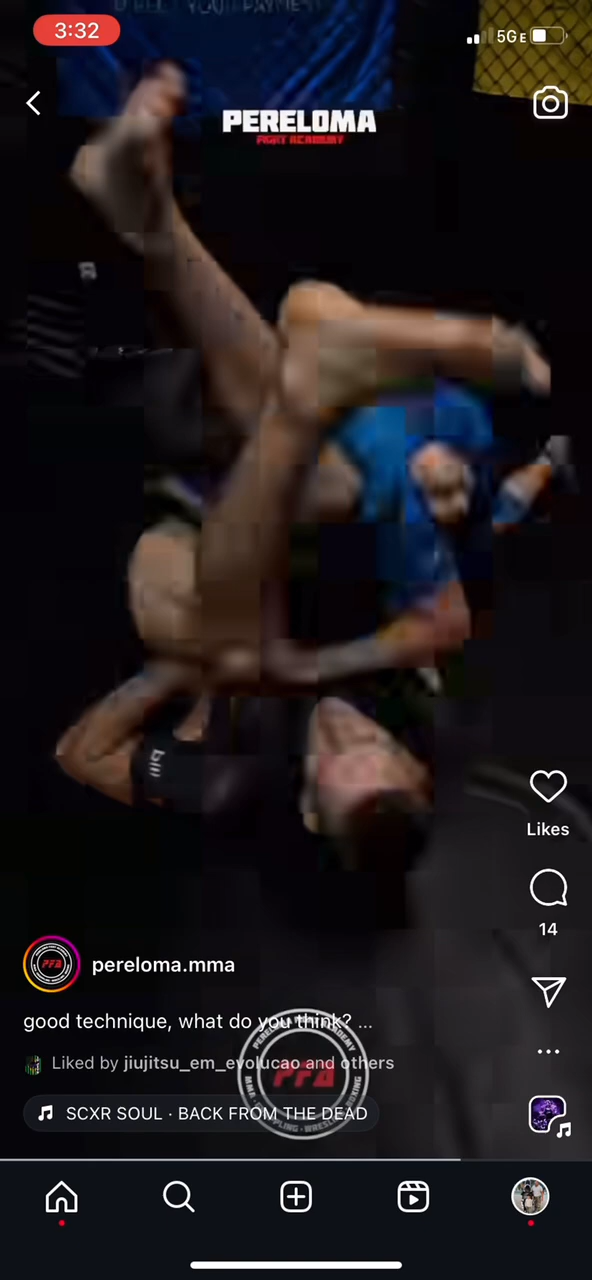 3:32
5G E
PERELOMA
FIGHT ACADEMY
Likes
14
PFA
pereloma.mma
good technique, what do you think? ...
Liked by jiujitsu_em_evolucao and others
PFA
SCXR SOUL · BACK FROM THE DEAD